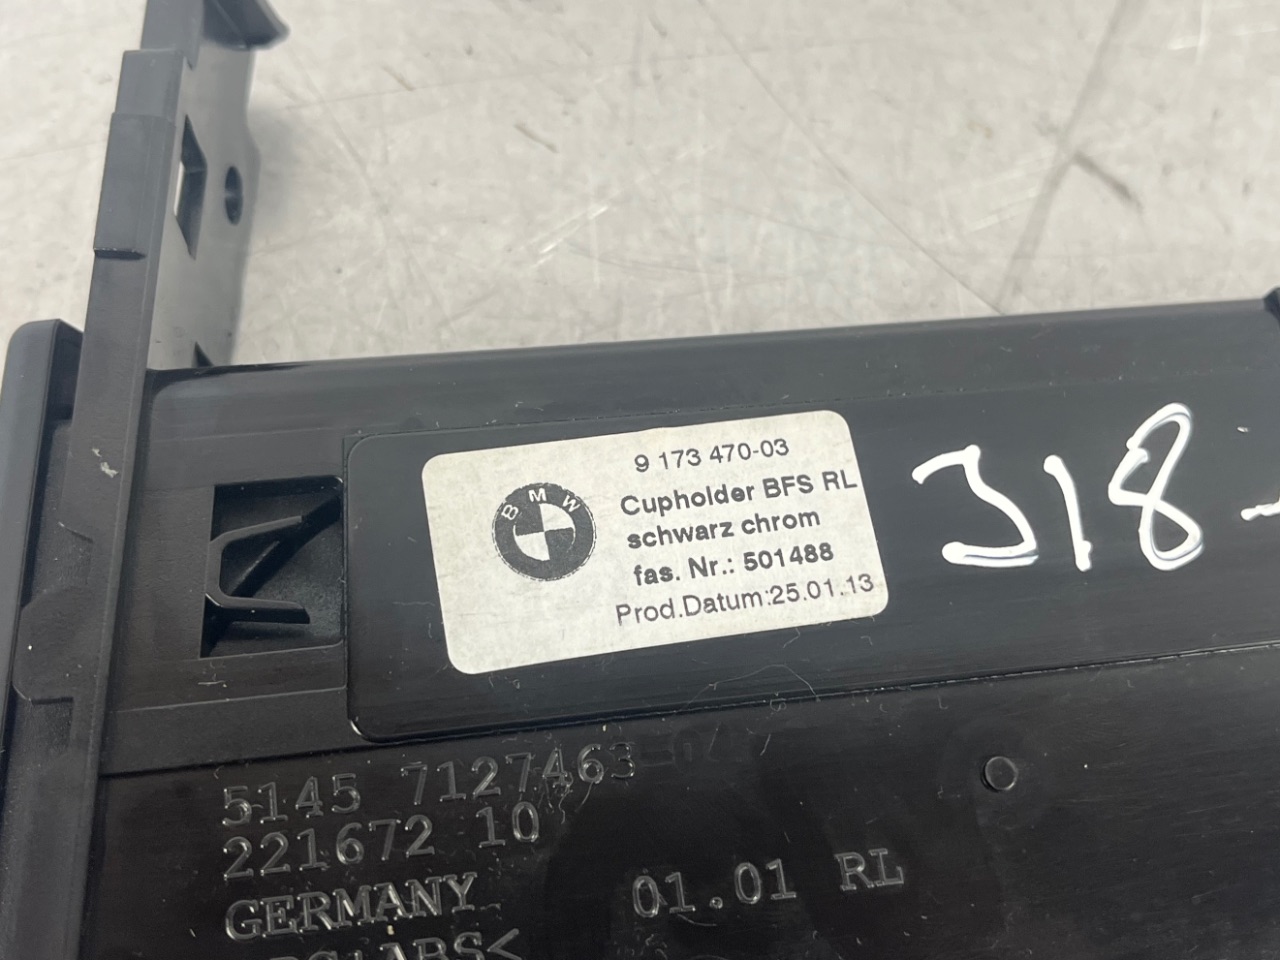 9 173 470-03
Cupholder BFS RL
schwarz chrom
fas. Nr.: 501488
Prod.Datum:25.01.13
BMW
318-
5145 7127463
221672 10
GERMANY
01.01 RL
ABS<